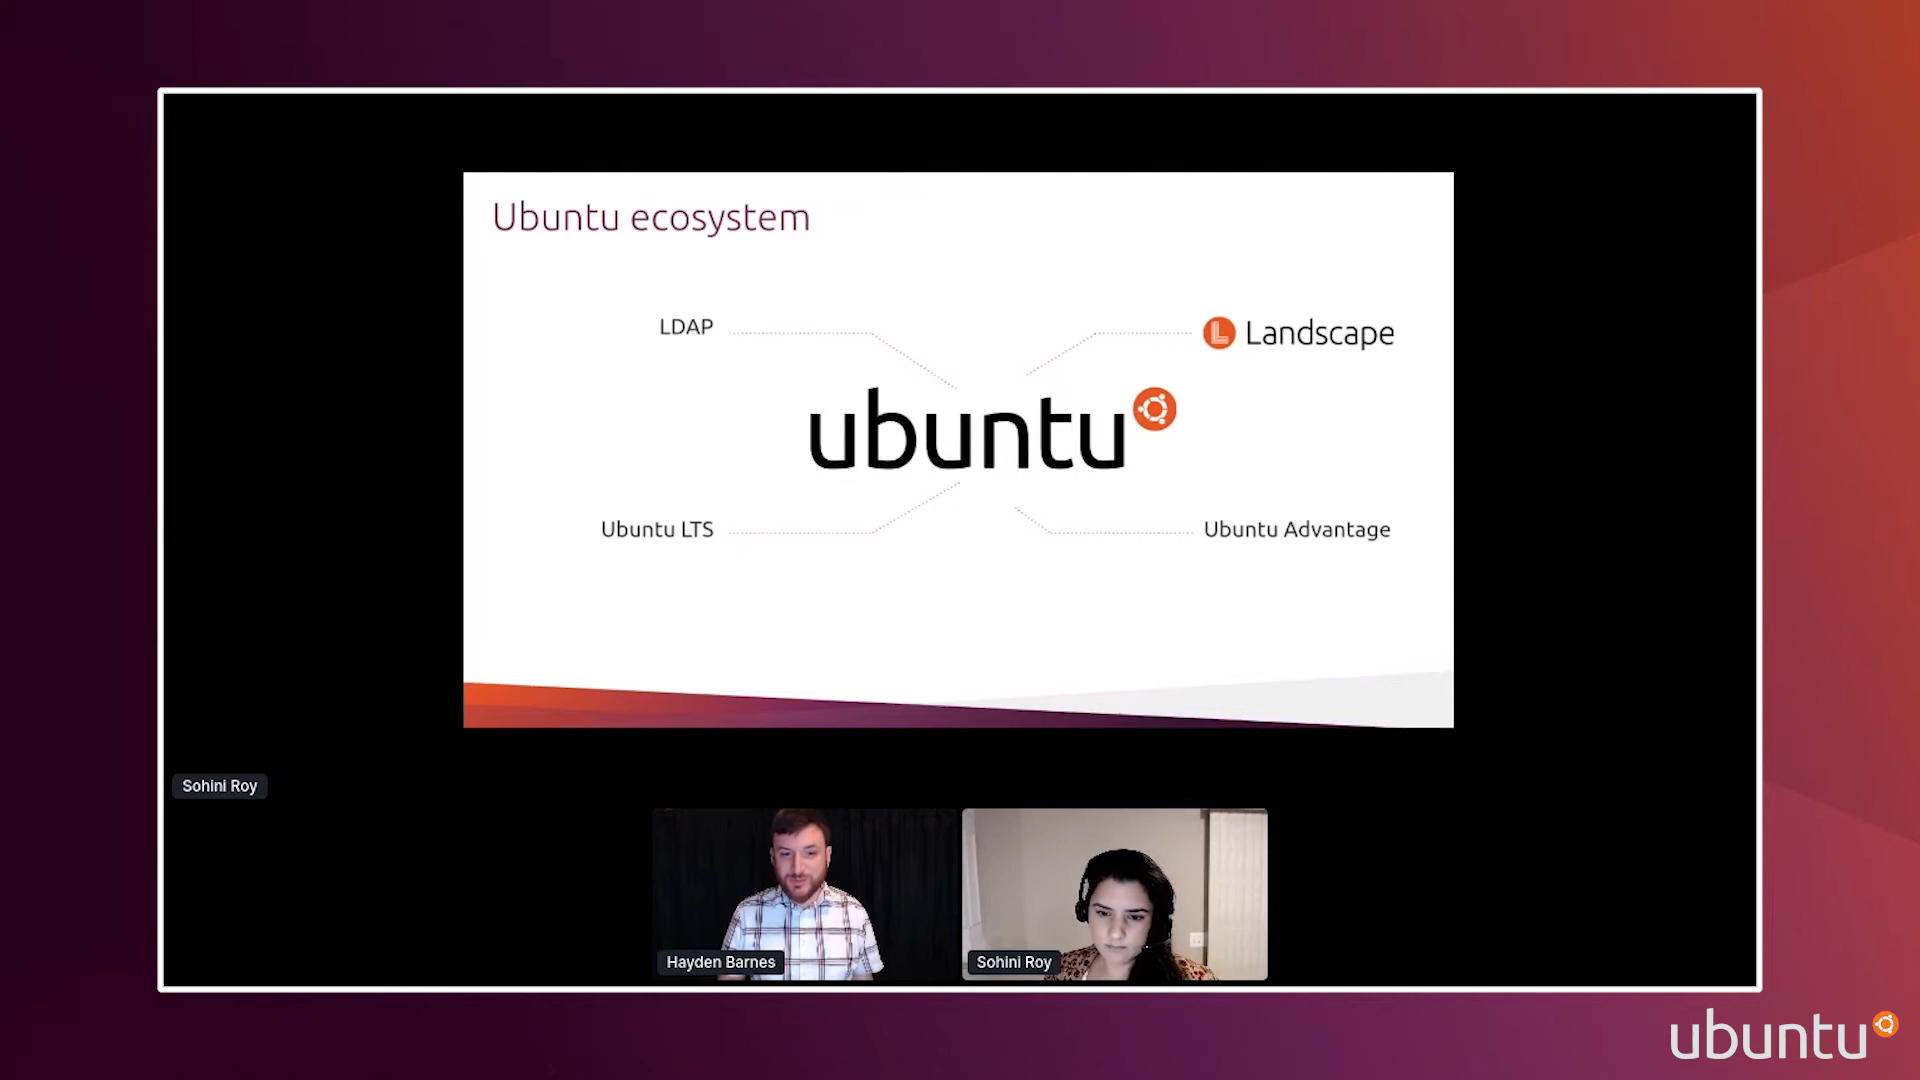 Ubuntu ecosystem
LDAP
Landscape
ubuntu
Ubuntu LTS
Ubuntu Advantage
Sohini Roy
Hayden Barnes
Sohini Roy
ubuntu